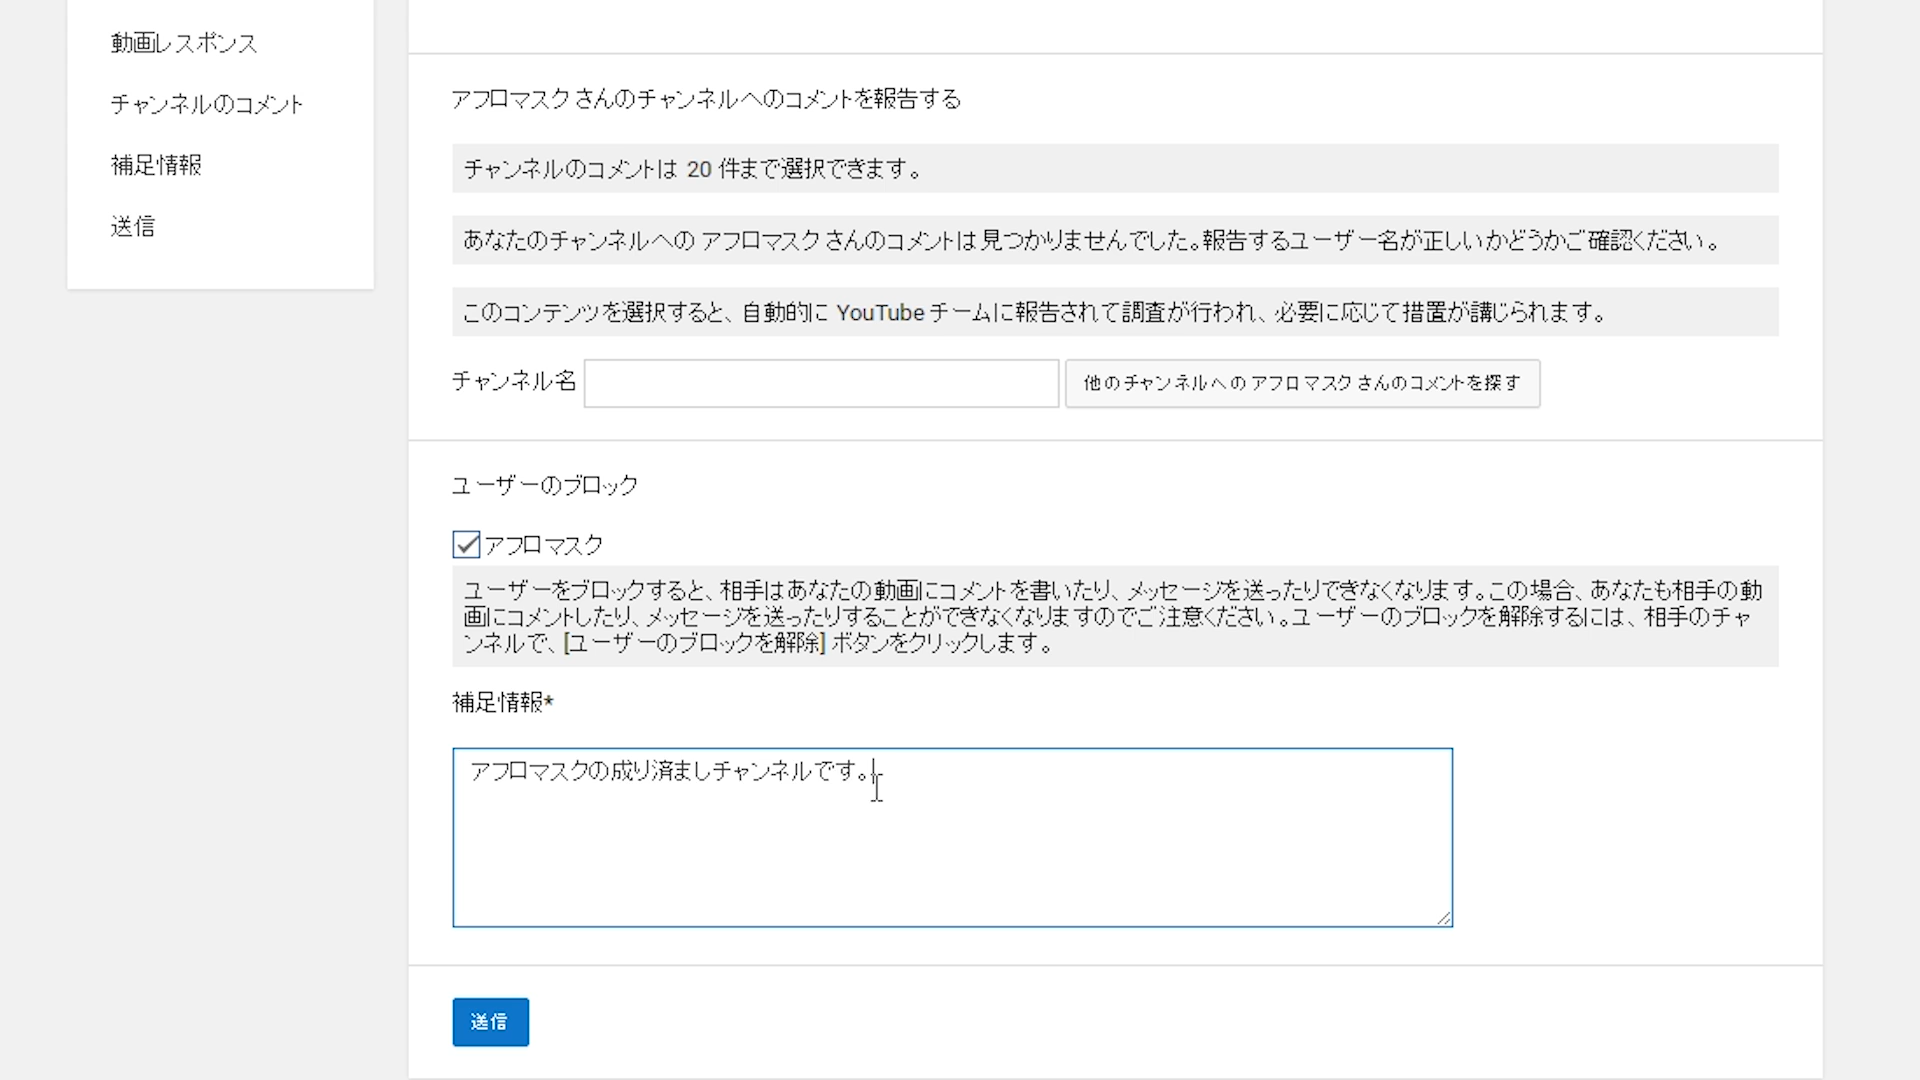 動画レスポンス
チャンネルのコメント
補足情報
送信
アフロマスク さんのチャンネルへのコメントを報告する
チャンネルのコメントは 20 件まで選択できます。
あなたのチャンネルへの アフロマスク さんのコメントは見つかりませんでした。報告するユーザー名が正しいかどうかご確認ください。
このコンテンツを選択すると、自動的に YouTube チームに報告されて調査が行われ、必要に応じて措置が講じられます。
チャンネル名
他のチャンネルへの アフロマスク さんのコメントを探す
ユーザーのブロック
アフロマスク
ユーザーをブロックすると、相手はあなたの動画にコメントを書いたり、メッセージを送ったりできなくなります。この場合、あなたも相手の動
画にコメントしたり、メッセージを送ったりすることができなくなりますのでご注意ください。ユーザーのブロックを解除するには、相手のチャ
ンネルで、[ユーザーのブロックを解除] ボタンをクリックします。
補足情報*
アフロマスクの成り済ましチャンネルです。
送信